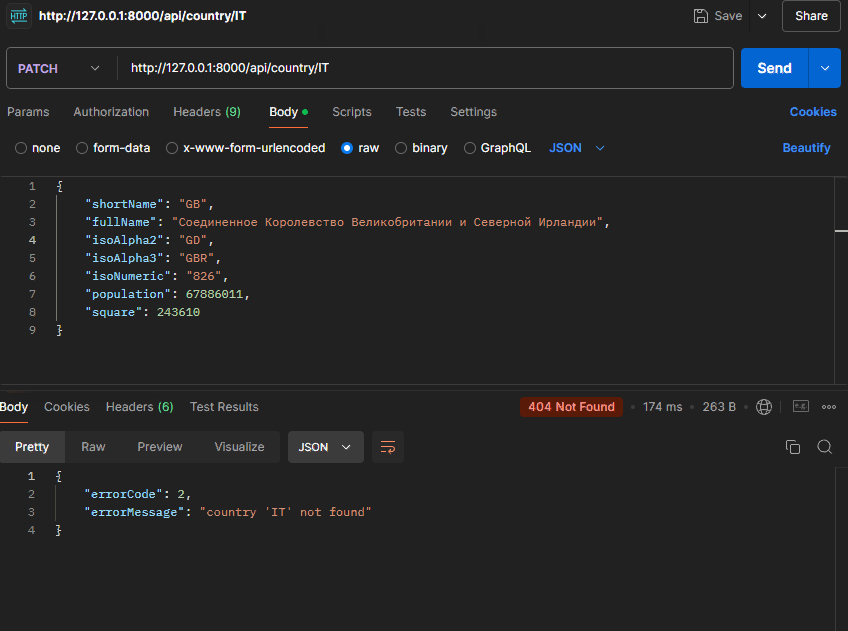 HTTP http://127.0.0.1:8000/api/country/IT Save Share
PATCH http://127.0.0.1:8000/api/country/IT Send
Params Authorization Headers (9) Body Scripts Tests Settings Cookies
none form-data x-www-form-urlencoded raw binary GraphQL JSON Beautify
1 {
2 "shortName": "GB",
3 "fullName": "Соединенное Королевство Великобритании и Северной Ирландии",
4 "isoAlpha2": "GD",
5 "isoAlpha3": "GBR",
6 "isoNumeric": "826",
7 "population": 67886011,
8 "square": 243610
9 }
Body Cookies Headers (6) Test Results 404 Not Found 174 ms 263 B e.g.
Pretty Raw Preview Visualize JSON
1 {
2 "errorCode": 2,
3 "errorMessage": "country 'IT' not found"
4 }